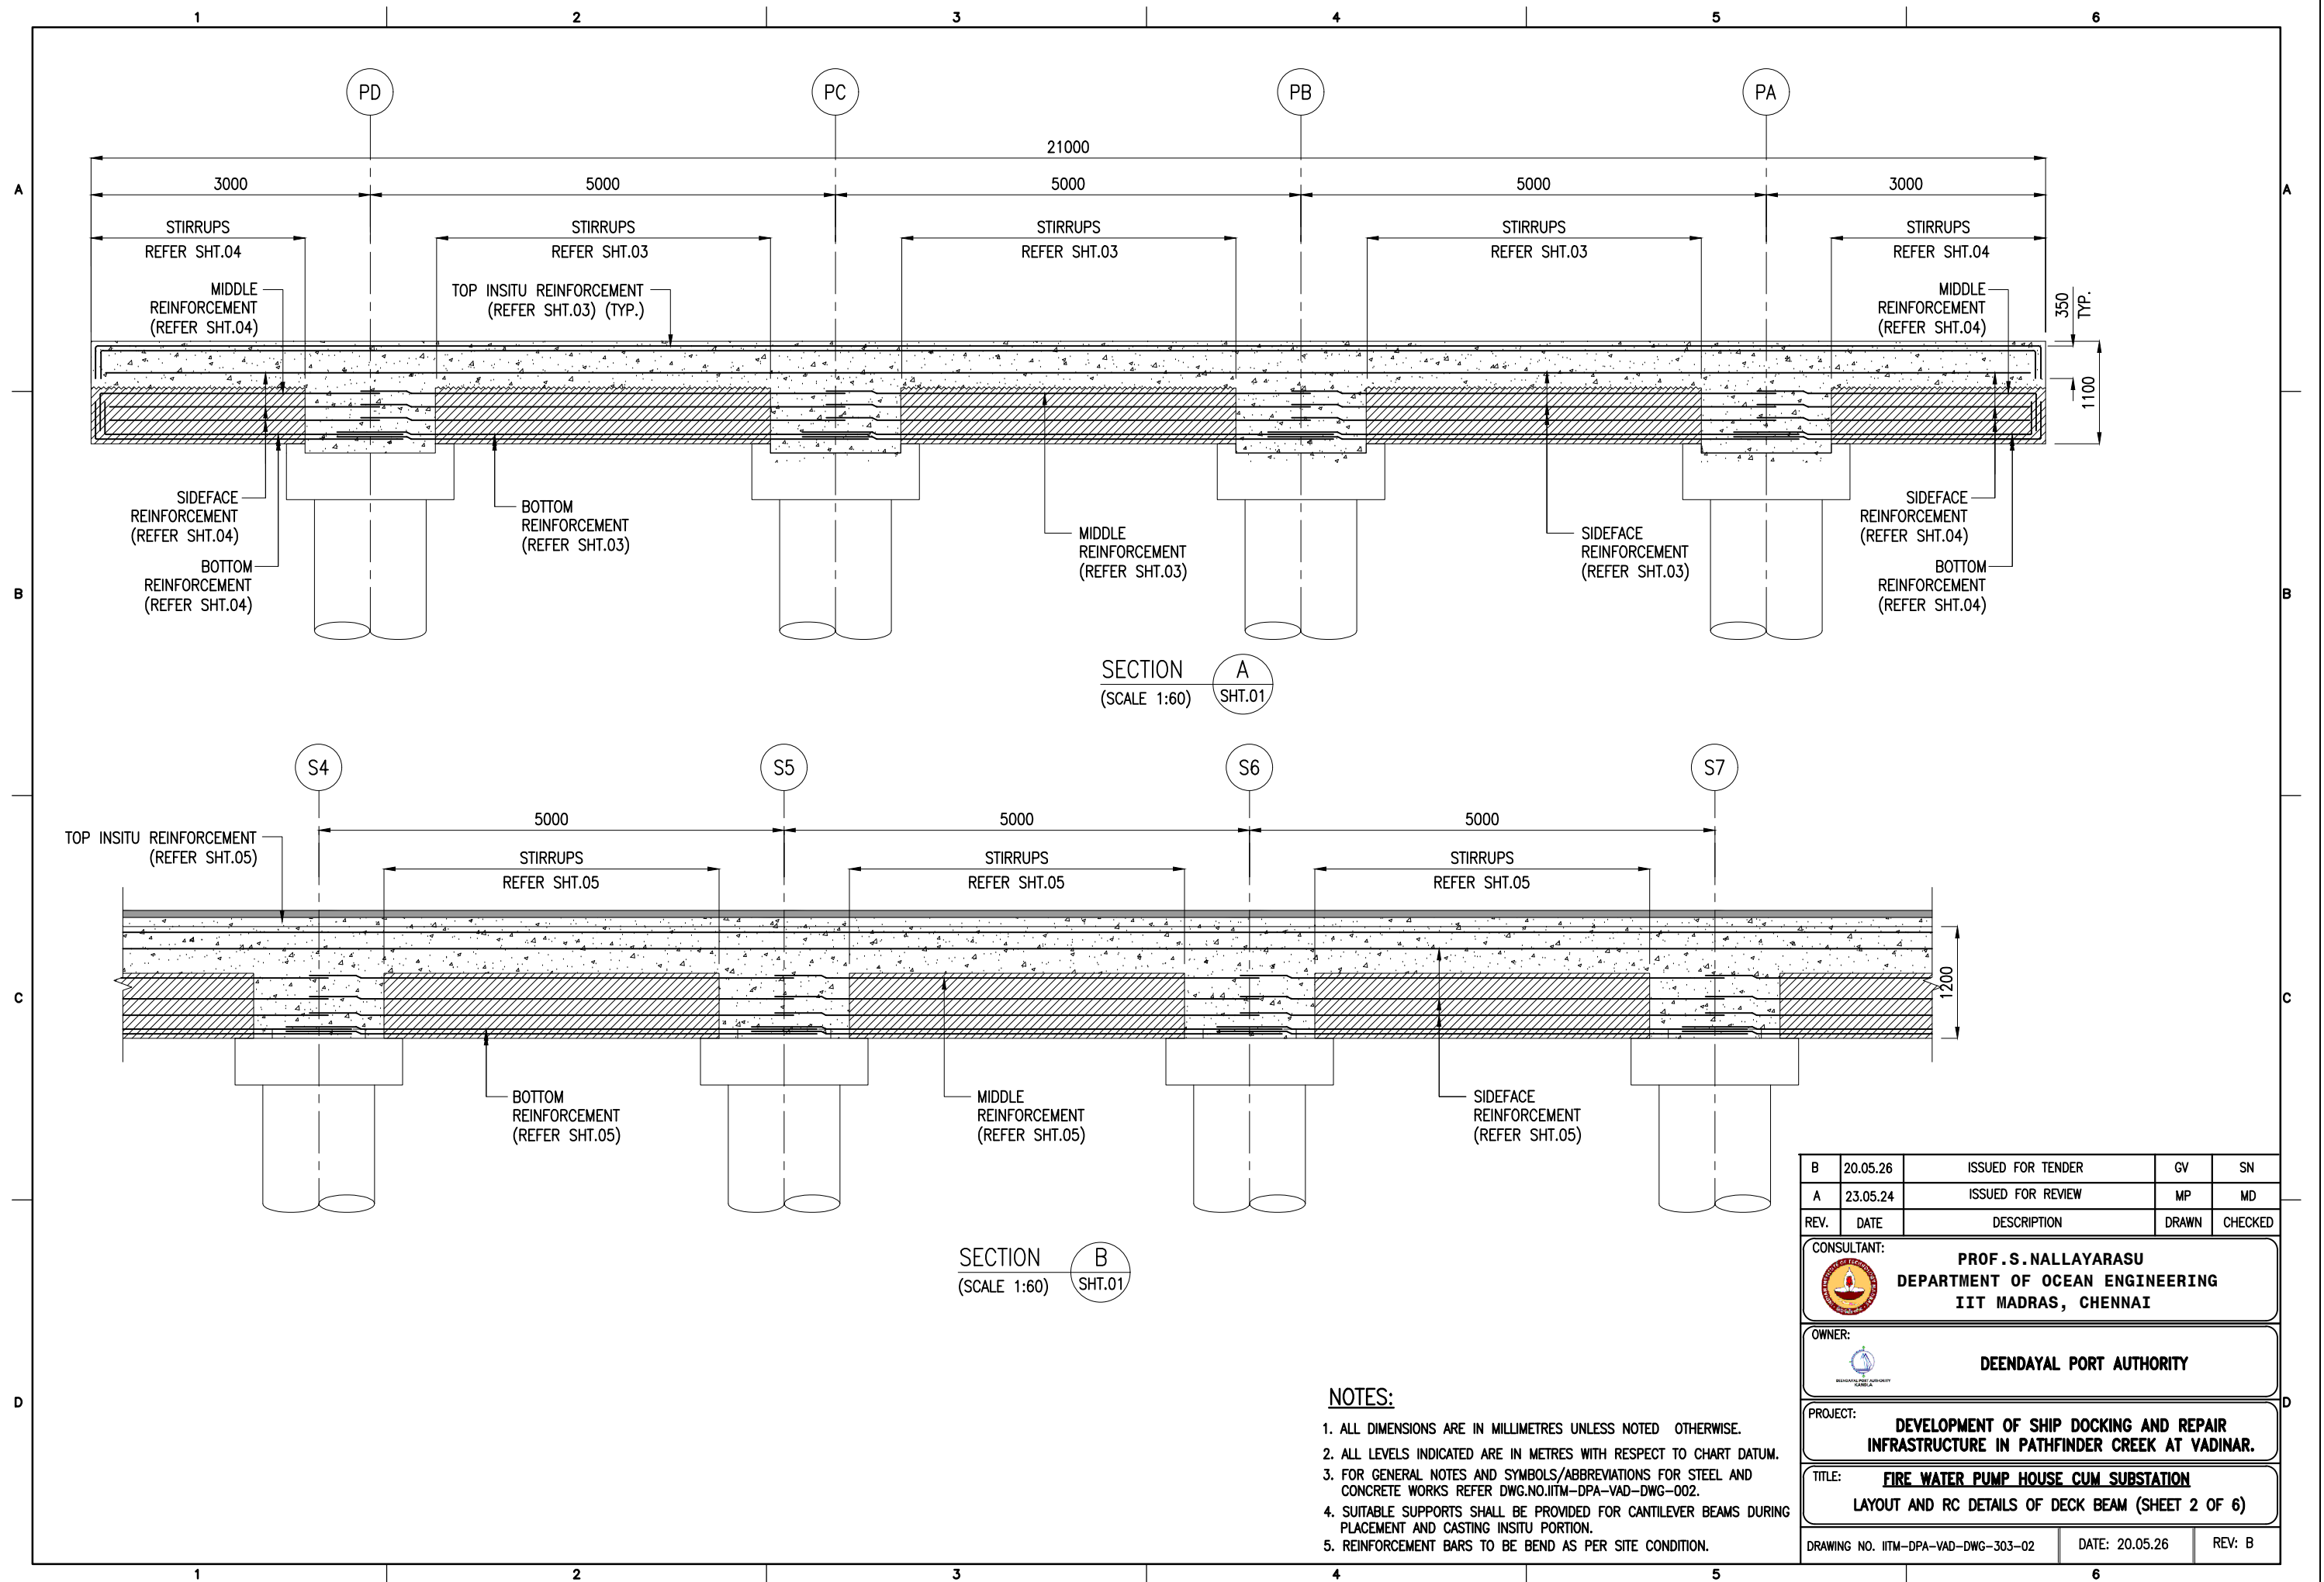 1 2 3 4 5 6
PD PC PB PA
21000
3000 5000 5000 5000 3000
A A
STIRRUPS STIRRUPS STIRRUPS STIRRUPS STIRRUPS
REFER SHT.04 REFER SHT.03 REFER SHT.03 REFER SHT.03 REFER SHT.04
MIDDLE
REINFORCEMENT
(REFER SHT.04)
TOP INSITU REINFORCEMENT
(REFER SHT.03) (TYP.)
MIDDLE
REINFORCEMENT
(REFER SHT.04)
350
TYP.
1100
SIDEFACE
REINFORCEMENT
(REFER SHT.04)
BOTTOM
REINFORCEMENT
(REFER SHT.04)
BOTTOM
REINFORCEMENT
(REFER SHT.03)
MIDDLE
REINFORCEMENT
(REFER SHT.03)
SIDEFACE
REINFORCEMENT
(REFER SHT.03)
SIDEFACE
REINFORCEMENT
(REFER SHT.04)
BOTTOM
REINFORCEMENT
(REFER SHT.04)
B B
SECTION A
(SCALE 1:60) SHT.01
S4 S5 S6 S7
5000 5000 5000
TOP INSITU REINFORCEMENT
(REFER SHT.05)
STIRRUPS STIRRUPS STIRRUPS
REFER SHT.05 REFER SHT.05 REFER SHT.05
1200
C C
BOTTOM
REINFORCEMENT
(REFER SHT.05)
MIDDLE
REINFORCEMENT
(REFER SHT.05)
SIDEFACE
REINFORCEMENT
(REFER SHT.05)
SECTION B
(SCALE 1:60) SHT.01
D D
NOTES:
1. ALL DIMENSIONS ARE IN MILLIMETRES UNLESS NOTED OTHERWISE.
2. ALL LEVELS INDICATED ARE IN METRES WITH RESPECT TO CHART DATUM.
3. FOR GENERAL NOTES AND SYMBOLS/ABBREVIATIONS FOR STEEL AND
CONCRETE WORKS REFER DWG.NO.IITM-DPA-VAD-DWG-002.
4. SUITABLE SUPPORTS SHALL BE PROVIDED FOR CANTILEVER BEAMS DURING
PLACEMENT AND CASTING INSITU PORTION.
5. REINFORCEMENT BARS TO BE BEND AS PER SITE CONDITION.
B 20.05.26 ISSUED FOR TENDER GV SN
A 23.05.24 ISSUED FOR REVIEW MP MD
REV. DATE DESCRIPTION DRAWN CHECKED
CONSULTANT:
PROF.S.NALLAYARASU
DEPARTMENT OF OCEAN ENGINEERING
IIT MADRAS, CHENNAI
OWNER:
DEENDAYAL PORT AUTHORITY
KANDLA
DEENDAYAL PORT AUTHORITY
PROJECT:
DEVELOPMENT OF SHIP DOCKING AND REPAIR
INFRASTRUCTURE IN PATHFINDER CREEK AT VADINAR.
TITLE:
FIRE WATER PUMP HOUSE CUM SUBSTATION
LAYOUT AND RC DETAILS OF DECK BEAM (SHEET 2 OF 6)
DRAWING NO. IITM-DPA-VAD-DWG-303-02 DATE: 20.05.26 REV: B
1 2 3 4 5 6